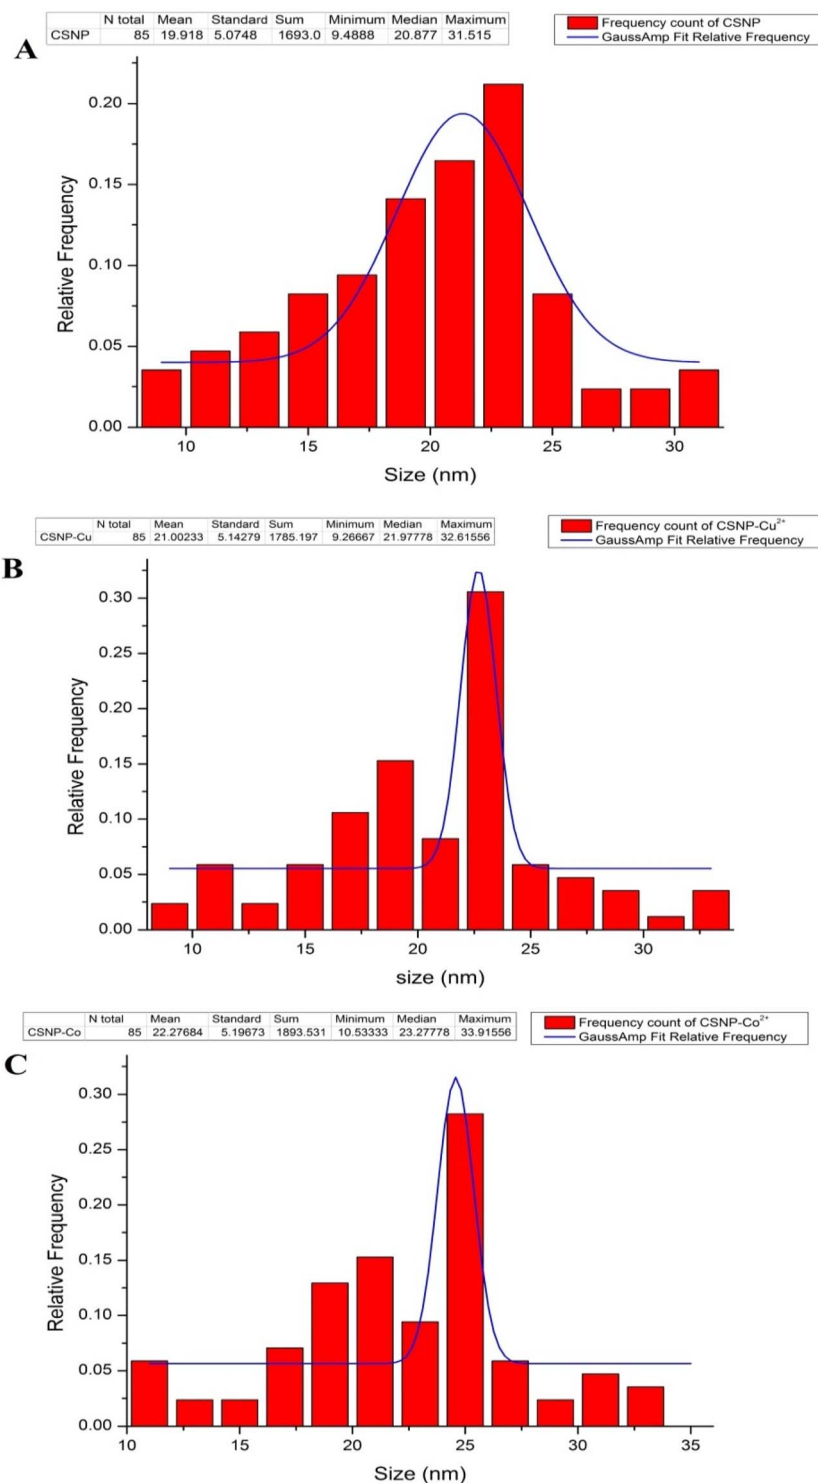 N total Mean Standard Sum Minimum Median Maximum
CSNP 85 19.918 5.0748 1693.0 9.4888 20.877 31.515
Frequency count of CSNP
GaussAmp Fit Relative Frequency
A
Relative Frequency
0.20
0.15
0.10
0.05
0.00
10 15 20 25 30
Size (nm)
N total Mean Standard Sum Minimum Median Maximum
CSNP-Cu 85 21.00233 5.14279 1785.197 9.26667 21.97778 32.61556
Frequency count of CSNP-Cu²⁺
GaussAmp Fit Relative Frequency
B
Relative Frequency
0.30
0.25
0.20
0.15
0.10
0.05
0.00
10 15 20 25 30
size (nm)
N total Mean Standard Sum Minimum Median Maximum
CSNP-Co 85 22.27684 5.19673 1893.531 10.53333 23.27778 33.91556
Frequency count of CSNP-Co²⁺
GaussAmp Fit Relative Frequency
C
Relative Frequency
0.30
0.25
0.20
0.15
0.10
0.05
0.00
10 15 20 25 30 35
Size (nm)